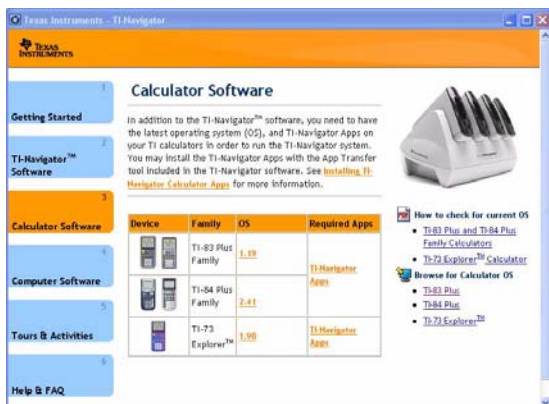 Texas Instruments - TI-Navigator
TEXAS
INSTRUMENTS
1
Getting Started
2
TI-Navigator™
Software
3
Calculator Software
4
Computer Software
5
Tours & Activities
6
Help & FAQ
Calculator Software
In addition to the TI-Navigator™ software, you need to have
the latest operating system (OS), and TI-Navigator Apps on
your TI calculators in order to run the TI-Navigator system.
You may install the TI-Navigator Apps with the App Transfer
tool included in the TI-Navigator software. See Installing TI-
Navigator Calculator Apps for more information.
Device Family OS Required Apps
TI-83 Plus
Family
1.19
TI-Navigator
Apps
TI-84 Plus
Family
2.41
TI-73
Explorer™
1.90
TI-Navigator
Apps
How to check for current OS
TI-83 Plus and TI-84 Plus
Family Calculators
TI-73 Explorer™ Calculator
Browse for Calculator OS
TI-83 Plus
TI-84 Plus
TI-73 Explorer™